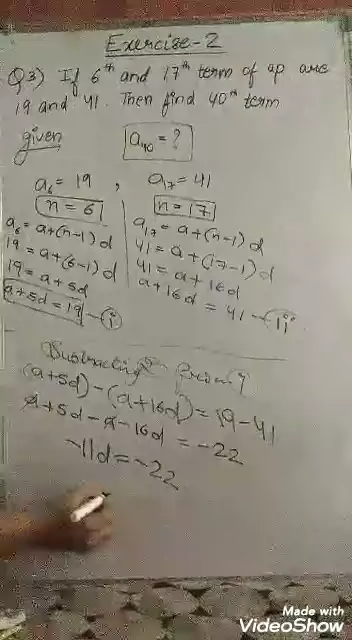 Exercise-2
Q3) If 6th and 17th term of ap are
19 and 41. Then find 40th term
given
a40 = ?
a6 = 19 , a17 = 41
n = 6
n = 17
a6 = a+(n-1)d
19 = a+(6-1)d
19 = a+5d
a+5d = 19 - i
a17 = a+(n-1)d
41 = a+(17-1)d
41 = a+16d
a+16d = 41 - ii
Subtracting from
(a+5d)-(a+16d) = 19-41
a+5d-a-16d = -22
-11d = -22
Made with
VideoShow